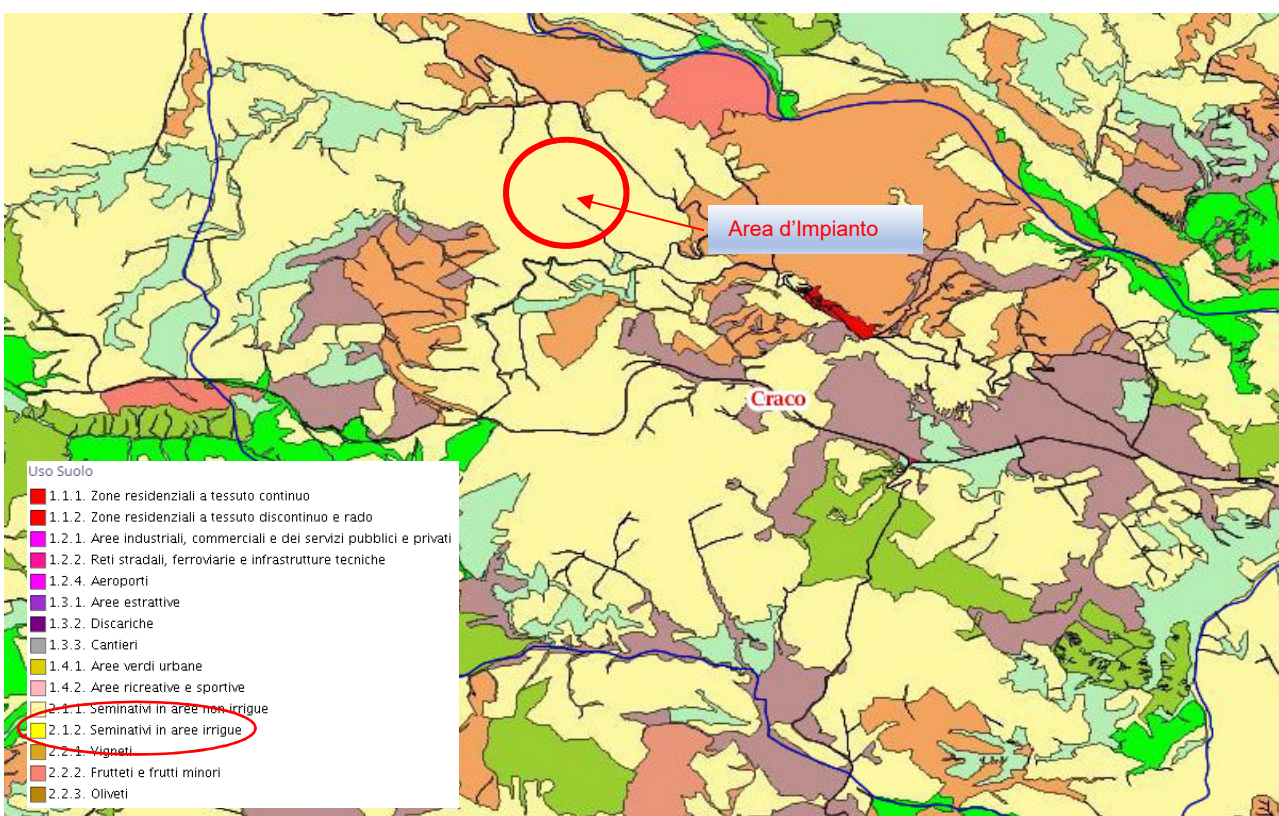 Area d'Impianto
Craco
Uso Suolo
1.1.1. Zone residenziali a tessuto continuo
1.1.2. Zone residenziali a tessuto discontinuo e rado
1.2.1. Aree industriali, commerciali e dei servizi pubblici e privati
1.2.2. Reti stradali, ferroviarie e infrastrutture tecniche
1.2.4. Aeroporti
1.3.1. Aree estrattive
1.3.2. Discariche
1.3.3. Cantieri
1.4.1. Aree verdi urbane
1.4.2. Aree ricreative e sportive
2.1.1. Seminativi in aree non irrigue
2.1.2. Seminativi in aree irrigue
2.2.1. Vigneti
2.2.2. Frutteti e frutti minori
2.2.3. Oliveti